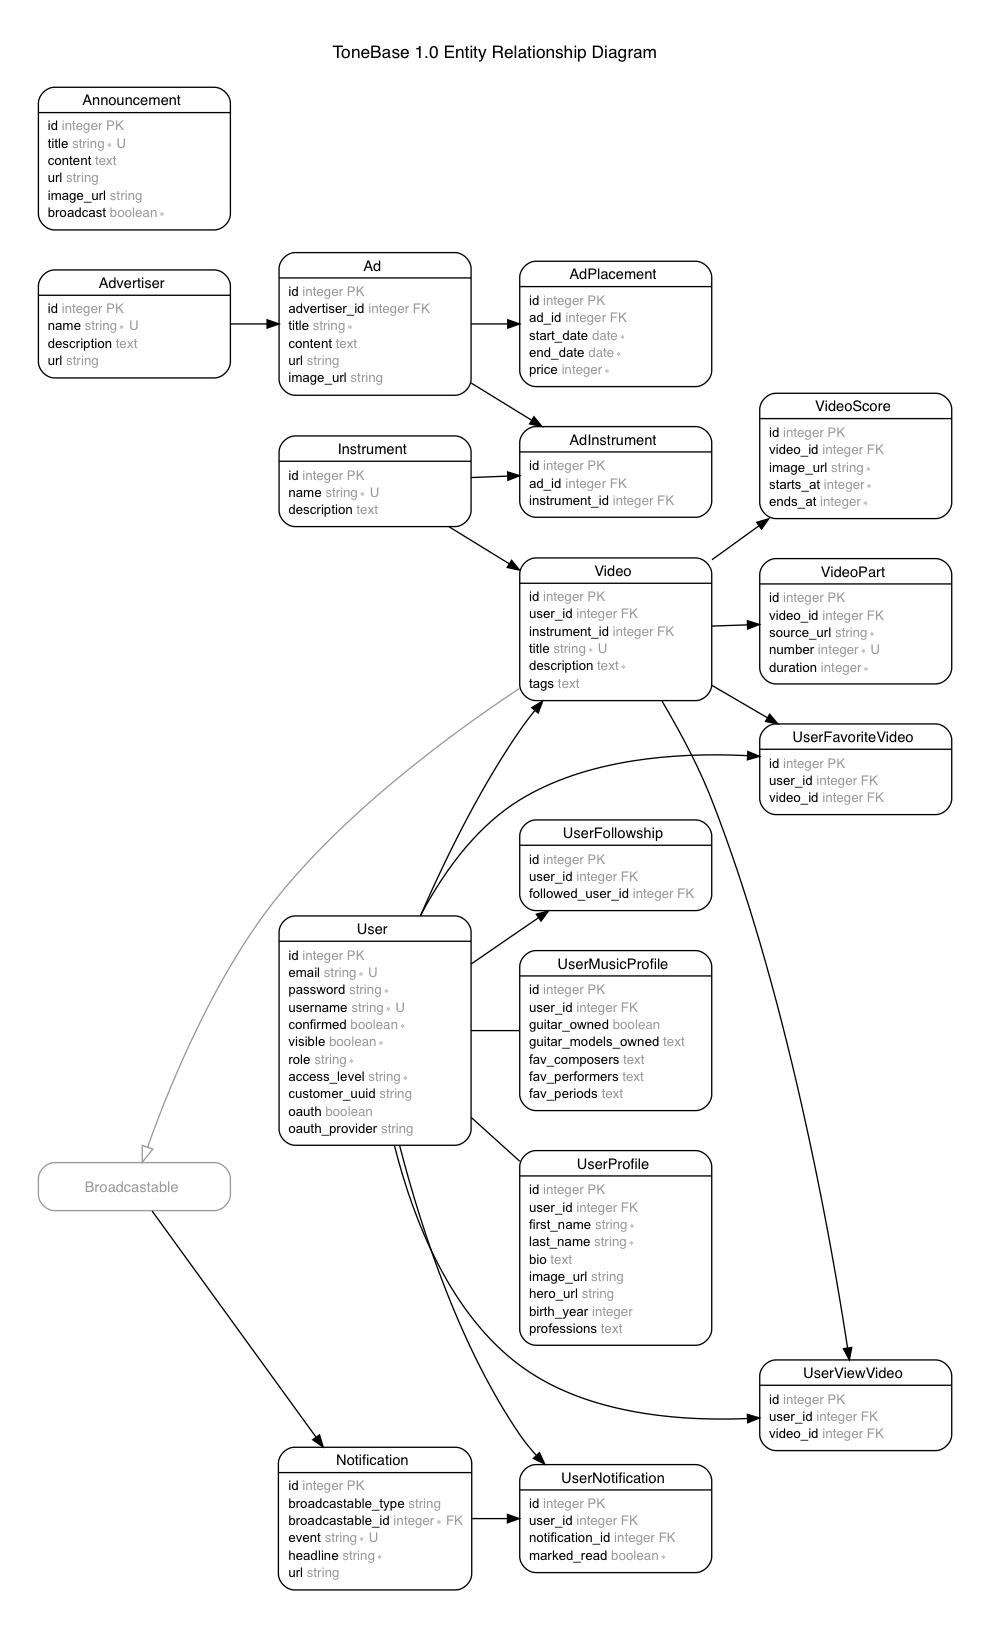 ToneBase 1.0 Entity Relationship Diagram
Announcement
id integer PK
title string * U
content text
url string
image_url string
broadcast boolean *
Advertiser
id integer PK
name string * U
description text
url string
Ad
id integer PK
advertiser_id integer FK
title string *
content text
url string
image_url string
AdPlacement
id integer PK
ad_id integer FK
start_date date *
end_date date *
price integer *
Instrument
id integer PK
name string * U
description text
AdInstrument
id integer PK
ad_id integer FK
instrument_id integer FK
VideoScore
id integer PK
video_id integer FK
image_url string *
starts_at integer *
ends_at integer *
Video
id integer PK
user_id integer FK
instrument_id integer FK
title string * U
description text *
tags text
VideoPart
id integer PK
video_id integer FK
source_url string *
number integer * U
duration integer *
UserFavoriteVideo
id integer PK
user_id integer FK
video_id integer FK
UserFollowship
id integer PK
user_id integer FK
followed_user_id integer FK
User
id integer PK
email string * U
password string *
username string * U
confirmed boolean *
visible boolean *
role string *
access_level string *
customer_uuid string
oauth boolean
oauth_provider string
UserMusicProfile
id integer PK
user_id integer FK
guitar_owned boolean
guitar_models_owned text
fav_composers text
fav_performers text
fav_periods text
Broadcastable
UserProfile
id integer PK
user_id integer FK
first_name string *
last_name string *
bio text
image_url string
hero_url string
birth_year integer
professions text
UserViewVideo
id integer PK
user_id integer FK
video_id integer FK
Notification
id integer PK
broadcastable_type string
broadcastable_id integer * FK
event string * U
headline string *
url string
UserNotification
id integer PK
user_id integer FK
notification_id integer FK
marked_read boolean *